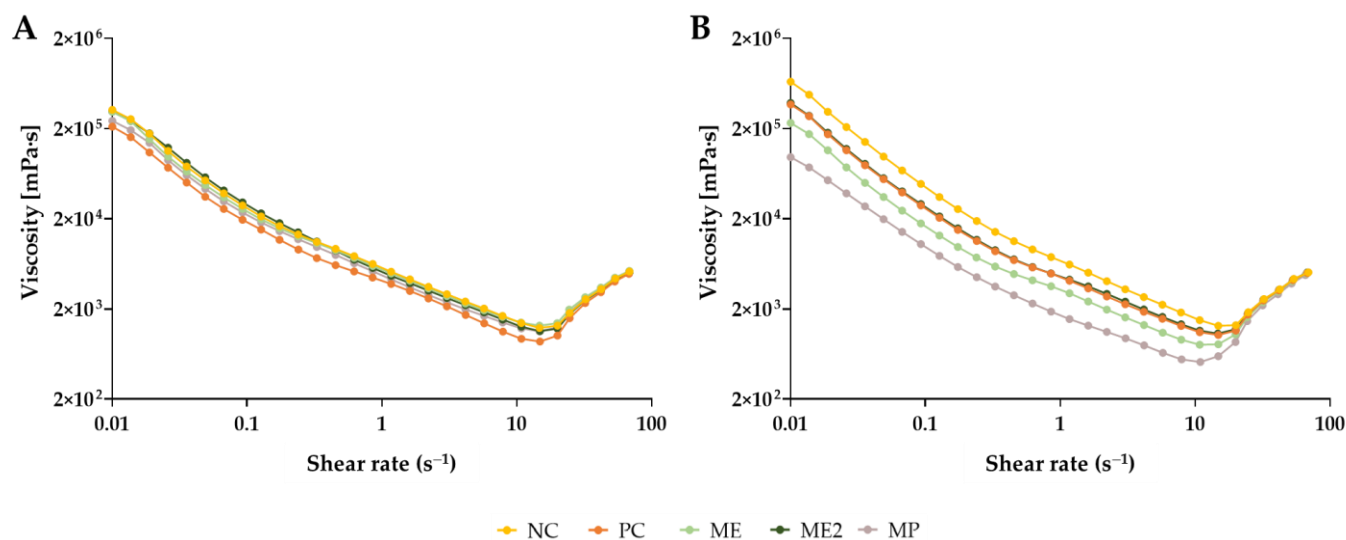 A
2×10⁶
2×10⁵
2×10⁴
2×10³
2×10²
Viscosity [mPa·s]
0.01 0.1 1 10 100
Shear rate (s⁻¹)
B
2×10⁶
2×10⁵
2×10⁴
2×10³
2×10²
Viscosity [mPa·s]
0.01 0.1 1 10 100
Shear rate (s⁻¹)
NC PC ME ME2 MP